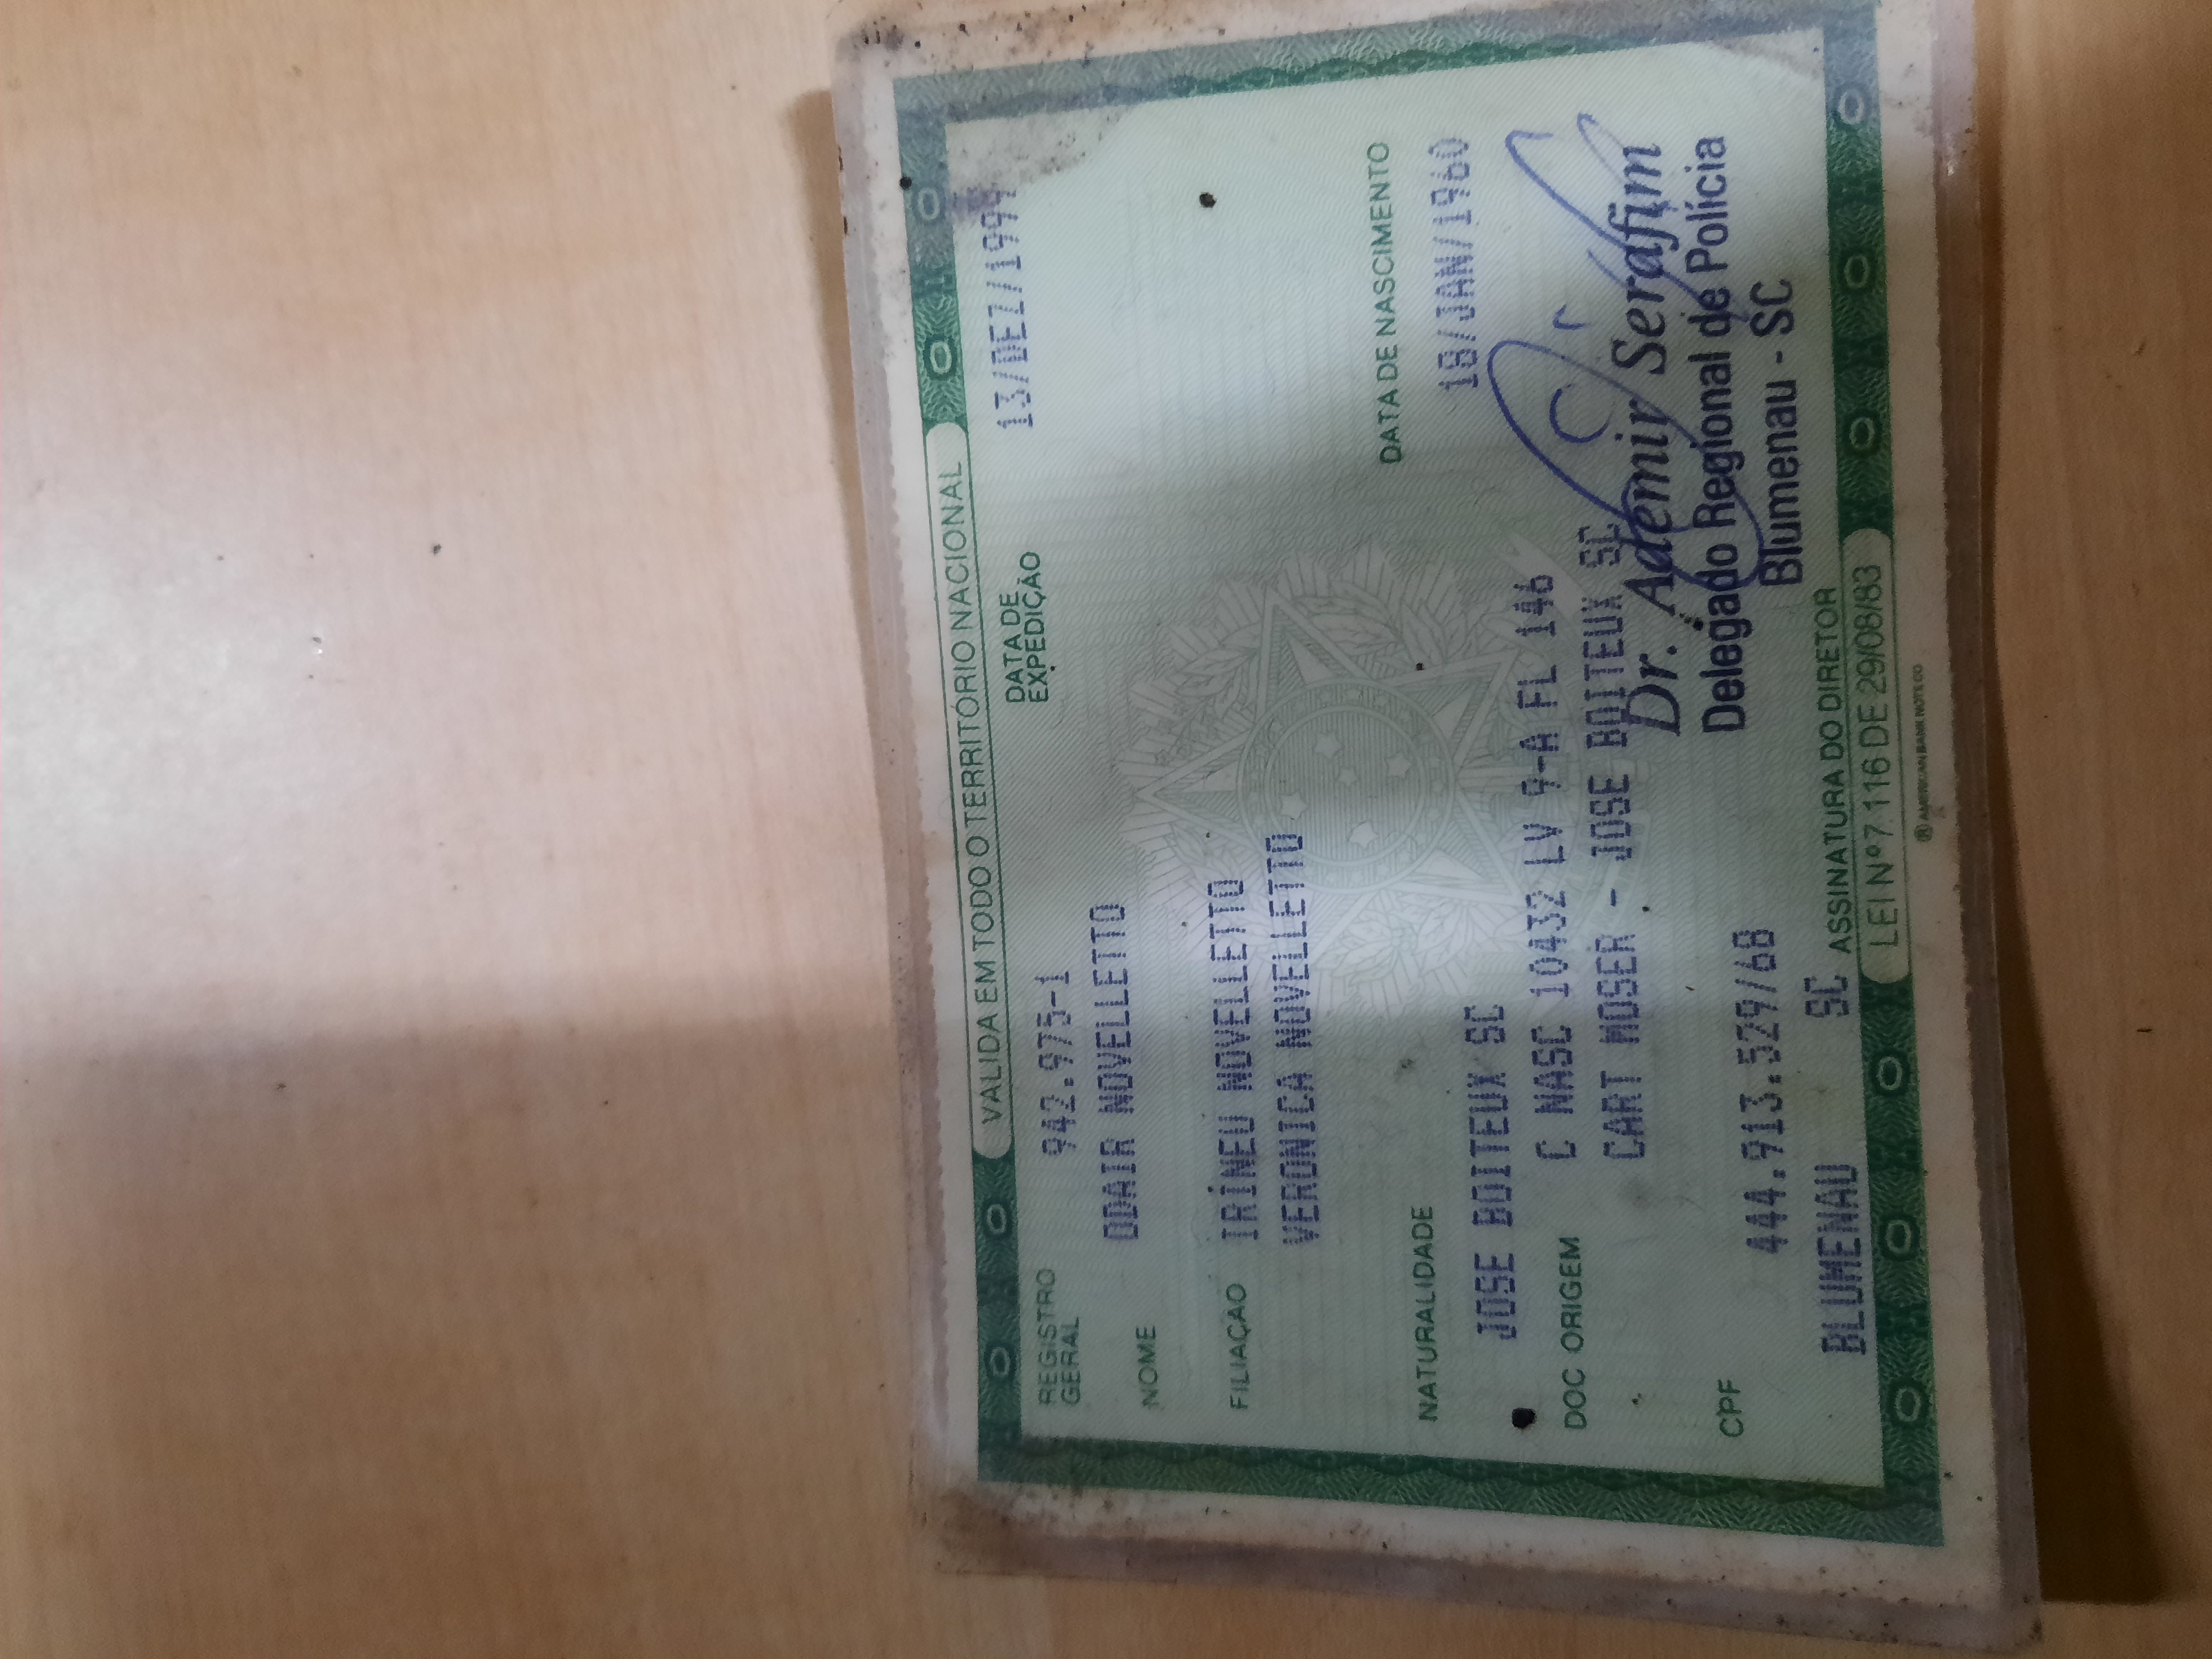 VALIDA EM TODO O TERRITÓRIO NACIONAL
REGISTRO GERAL 942.975-1 DATA DE EXPEDIÇÃO 13/DEZ/1999
NOME ODAIR NOVELLETTO
FILIAÇÃO IRINEU NOVELLETTO
VERONICA NOVELLETTO
NATURALIDADE DATA DE NASCIMENTO
JOSE BOITEUX SC 18/JAN/1960
DOC ORIGEM C NASC 10432 LV 9-A FL 146
CART MOSER - JOSE BOITEUX SC
Dr. Ademir Serafim
Delegado Regional de Polícia
Blumenau - SC
CPF 444.913.529/68
BLUMENAU SC ASSINATURA DO DIRETOR
LEI Nº 7.116 DE 29/08/83
AMERICAN BANK NOTE CO